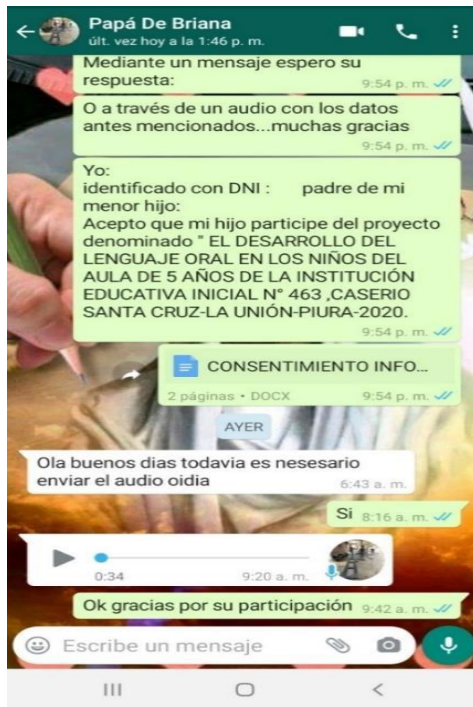 Papá De Briana
últ. vez hoy a la 1:46 p. m.
Mediante un mensaje espero su
respuesta:
9:54 p. m.
O a través de un audio con los datos
antes mencionados...muchas gracias
9:54 p. m.
Yo:
identificado con DNI : padre de mi
menor hijo:
Acepto que mi hijo participe del proyecto
denominado " EL DESARROLLO DEL
LENGUAJE ORAL EN LOS NIÑOS DEL
AULA DE 5 AÑOS DE LA INSTITUCIÓN
EDUCATIVA INICIAL N° 463 ,CASERIO
SANTA CRUZ-LA UNIÓN-PIURA-2020.
9:54 p. m.
CONSENTIMIENTO INFO...
2 páginas • DOCX 9:54 p. m.
AYER
Ola buenos dias todavia es nesesario
enviar el audio oidia
6:43 a. m.
Si 8:16 a. m.
0:34 9:20 a. m.
Ok gracias por su participación 9:42 a. m.
Escribe un mensaje